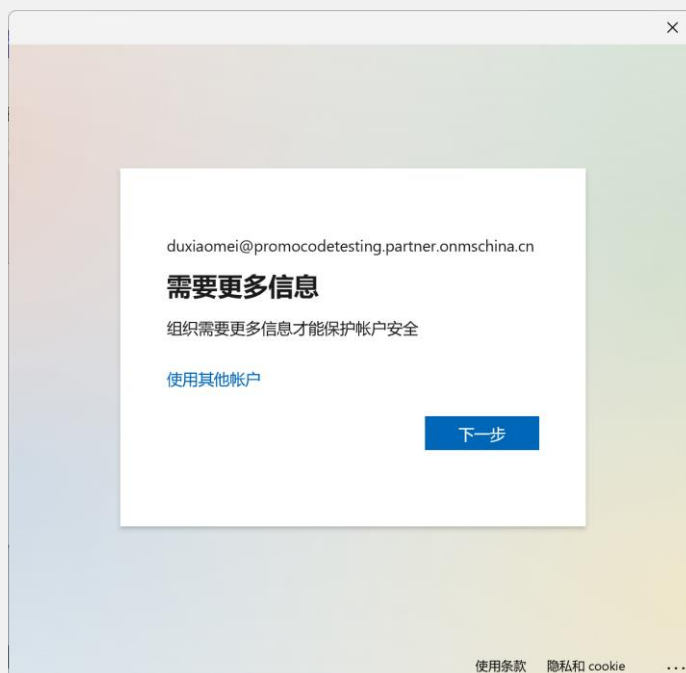 duxiaomei@promocodetesting.partner.onmschina.cn
需要更多信息
组织需要更多信息才能保护帐户安全
使用其他帐户
下一步
使用条款 隐私和 cookie ...